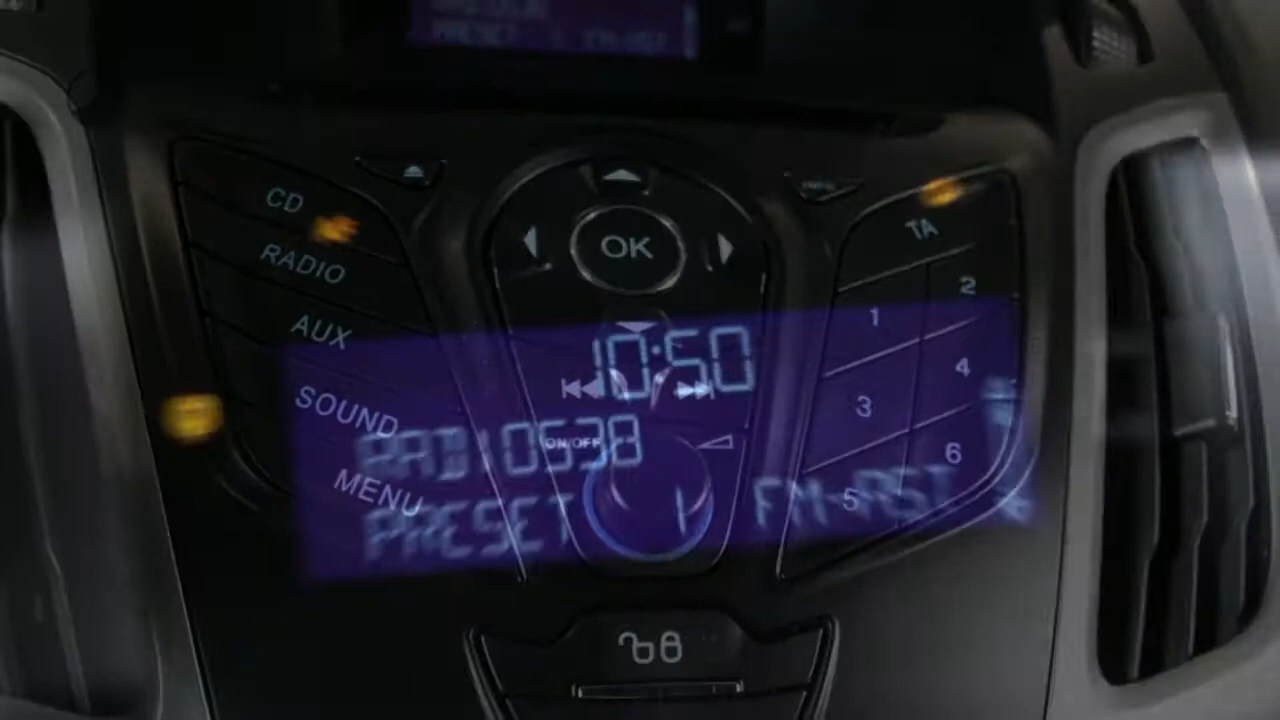 CD
RADIO
AUX
SOUND
MENU
OK
ON/OFF
TA
1
2
3
4
5
6
10:50
RADIO538
PRESET 1 FM-AST